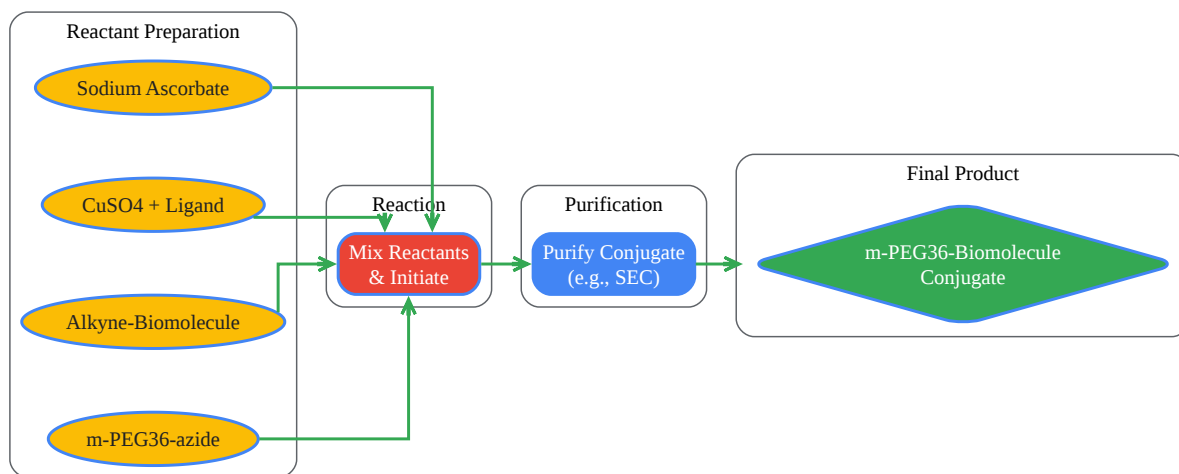 Reactant Preparation
Sodium Ascorbate
CuSO4 + Ligand
Alkyne-Biomolecule
m-PEG36-azide
Reaction
Mix Reactants
& Initiate
Purification
Purify Conjugate
(e.g., SEC)
Final Product
m-PEG36-Biomolecule
Conjugate